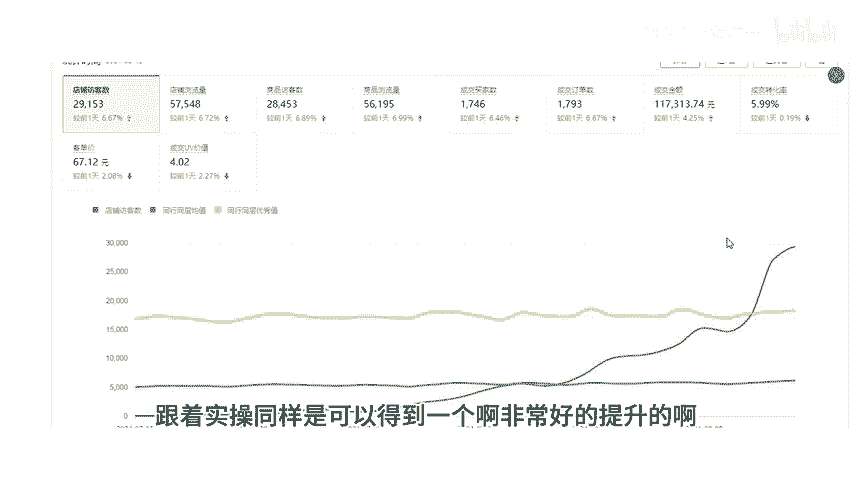 店铺访客数 店铺浏览量 商品访客数 商品浏览量 成交买家数 成交订单数 成交金额 成交转化率
29,153 57,548 28,453 56,195 1,746 1,793 117,313.74 元 5.99%
较前1天 6.67% 较前1天 6.72% 较前1天 6.89% 较前1天 6.99% 较前1天 6.46% 较前1天 6.67% 较前1天 4.25% 较前1天 0.19%
客单价 成交UV价值
67.12 元 4.02
较前1天 2.08% 较前1天 2.27%
店铺访客数 同行同层均值 同行同层优秀值
30,000
25,000
20,000
15,000
10,000
5,000
0
跟着实操同样是可以得到一个啊非常好的提升的啊